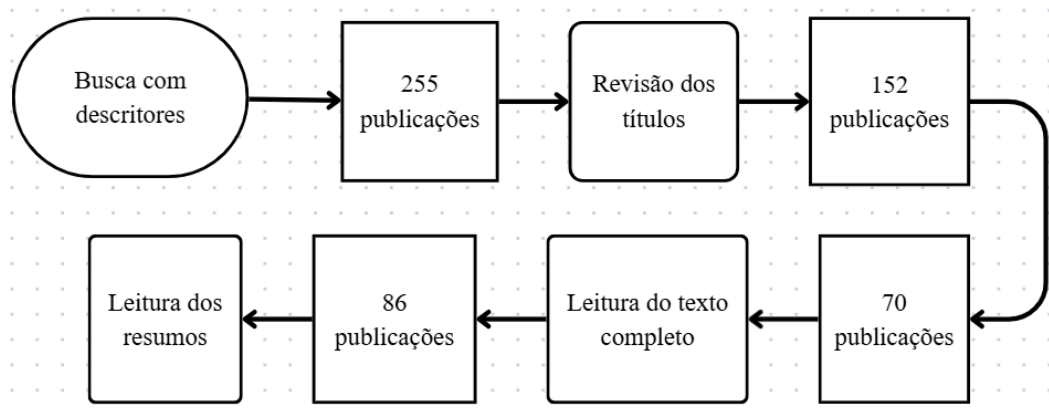 Busca com
descritores
255
publicações
Revisão dos
títulos
152
publicações
70
publicações
Leitura do texto
completo
86
publicações
Leitura dos
resumos